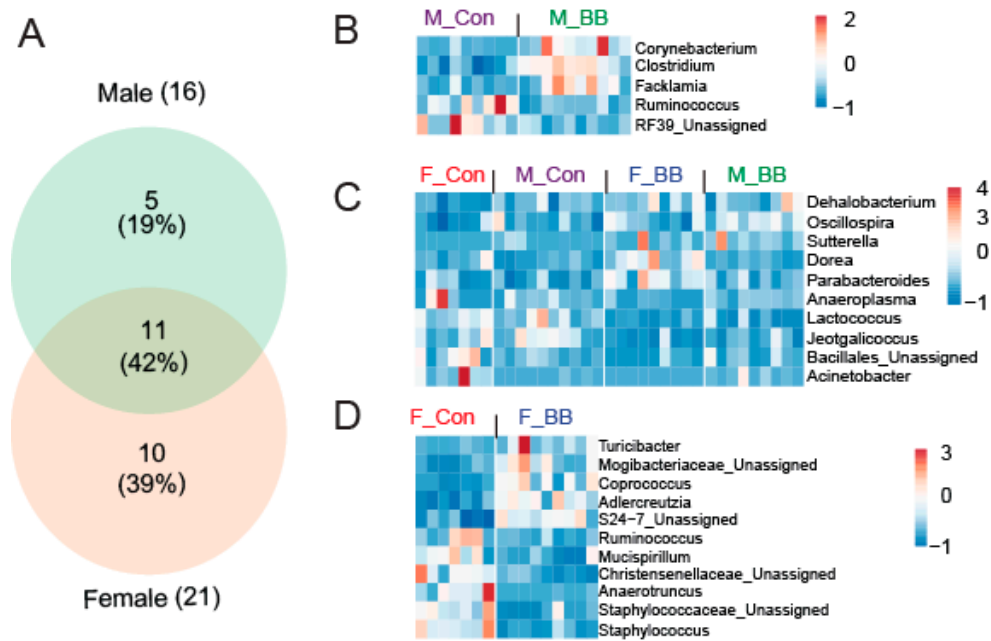 A
Male (16)
5
(19%)
11
(42%)
10
(39%)
Female (21)
B
M_Con
M_BB
Corynebacterium
Clostridium
Facklamia
Ruminococcus
RF39_Unassigned
2
0
−1
C
F_Con
M_Con
F_BB
M_BB
Dehalobacterium
Oscillospira
Sutterella
Dorea
Parabacteroides
Anaeroplasma
Lactococcus
Jeotgalicoccus
Bacillales_Unassigned
Acinetobacter
4
0
−1
D
F_Con
F_BB
Turicibacter
Mogibacteriaceae_Unassigned
Coprococcus
Adlercreutzia
S24−7_Unassigned
Ruminococcus
Mucispirillum
Christensenellaceae_Unassigned
Anaerotruncus
Staphylococcaceae_Unassigned
Staphylococcus
3
0
−1